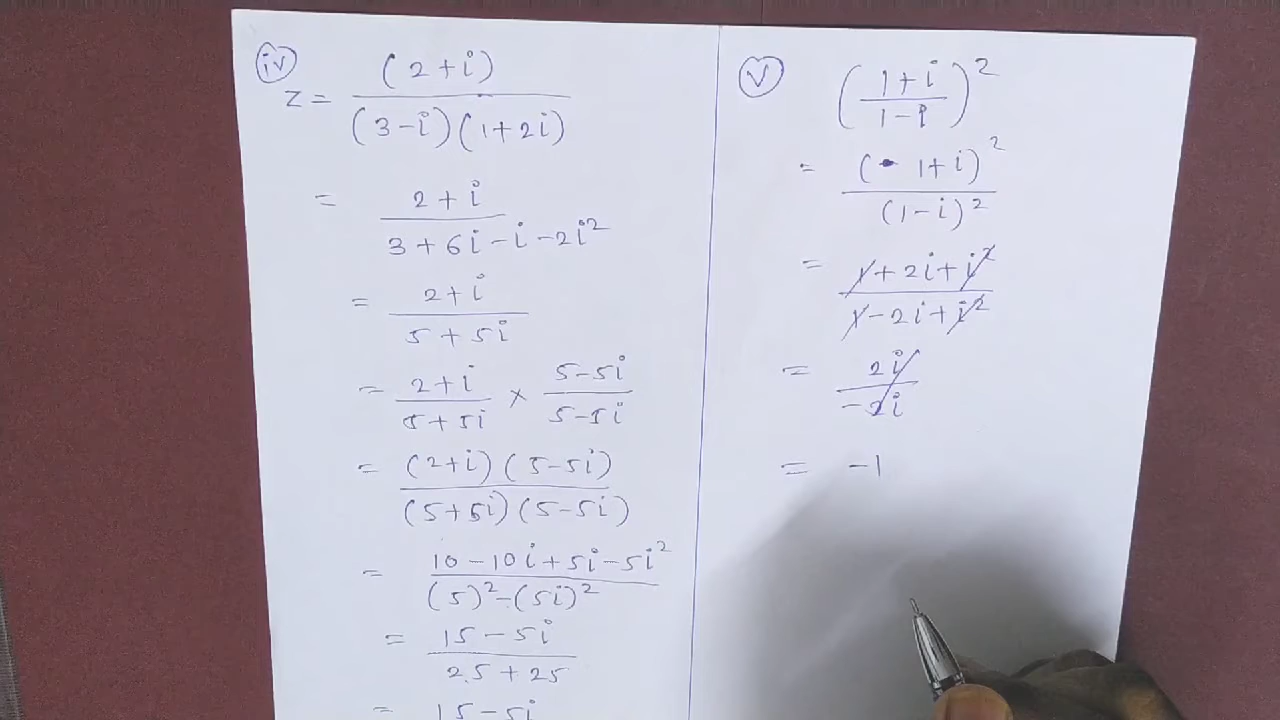 (iv) z = (2+i) / (3-i)(1+2i)
= 2+i / 3+6i-i-2i²
= 2+i / 5+5i
= 2+i / 5+5i × 5-5i / 5-5i
= (2+i)(5-5i) / (5+5i)(5-5i)
= 10-10i+5i-5i² / (5)²-(5i)²
= 15-5i / 25+25
= 15-5i
(v) (1+i / 1-i)²
= (1+i)² / (1-i)²
= 1+2i+i² / 1-2i+i²
= 2i / -2i
= -1